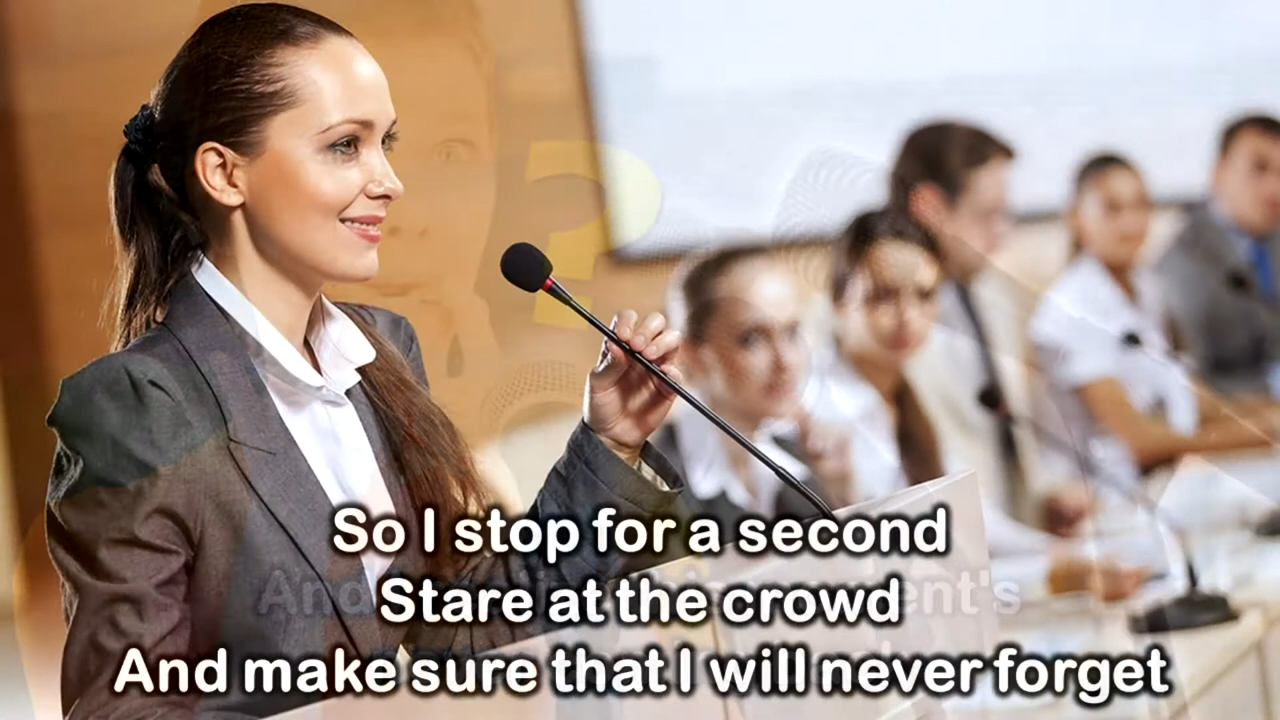 So I stop for a second
Stare at the crowd
And make sure that I will never forget